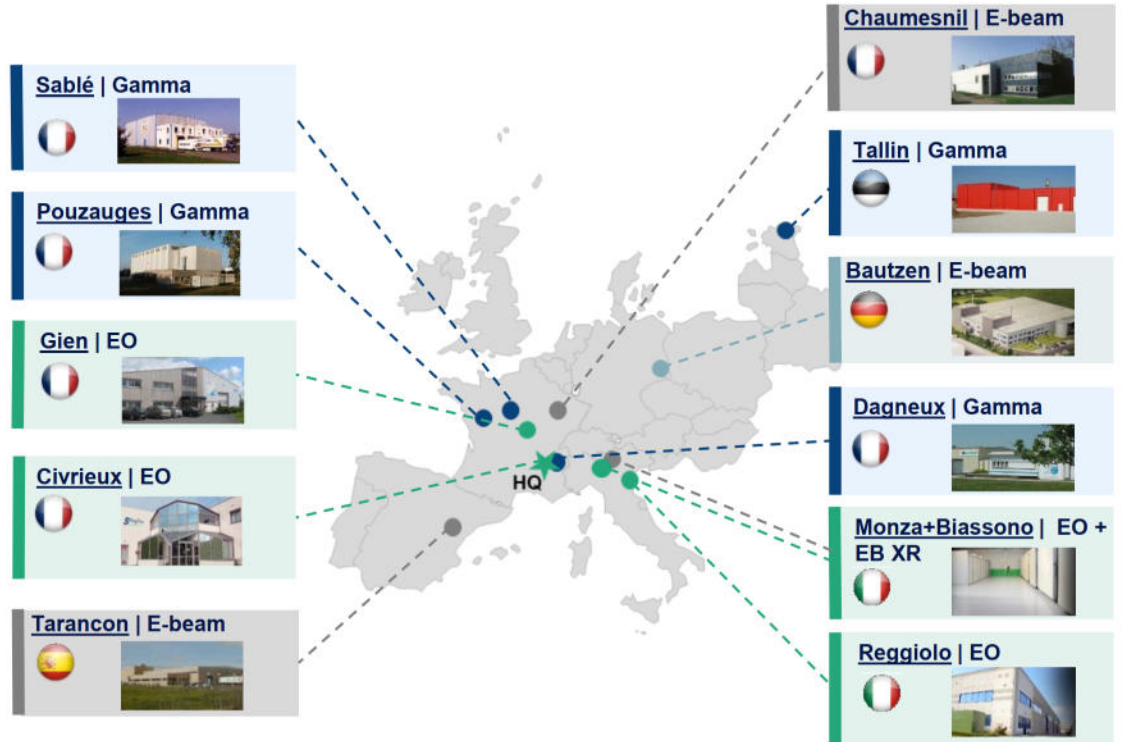 Sablé | Gamma
Pouzauges | Gamma
Gien | EO
Civrieux | EO
Tarancon | E-beam
HQ
Chaumesnil | E-beam
Tallin | Gamma
Bautzen | E-beam
Dagneux | Gamma
Monza+Biassono | EO +
EB XR
Reggiolo | EO